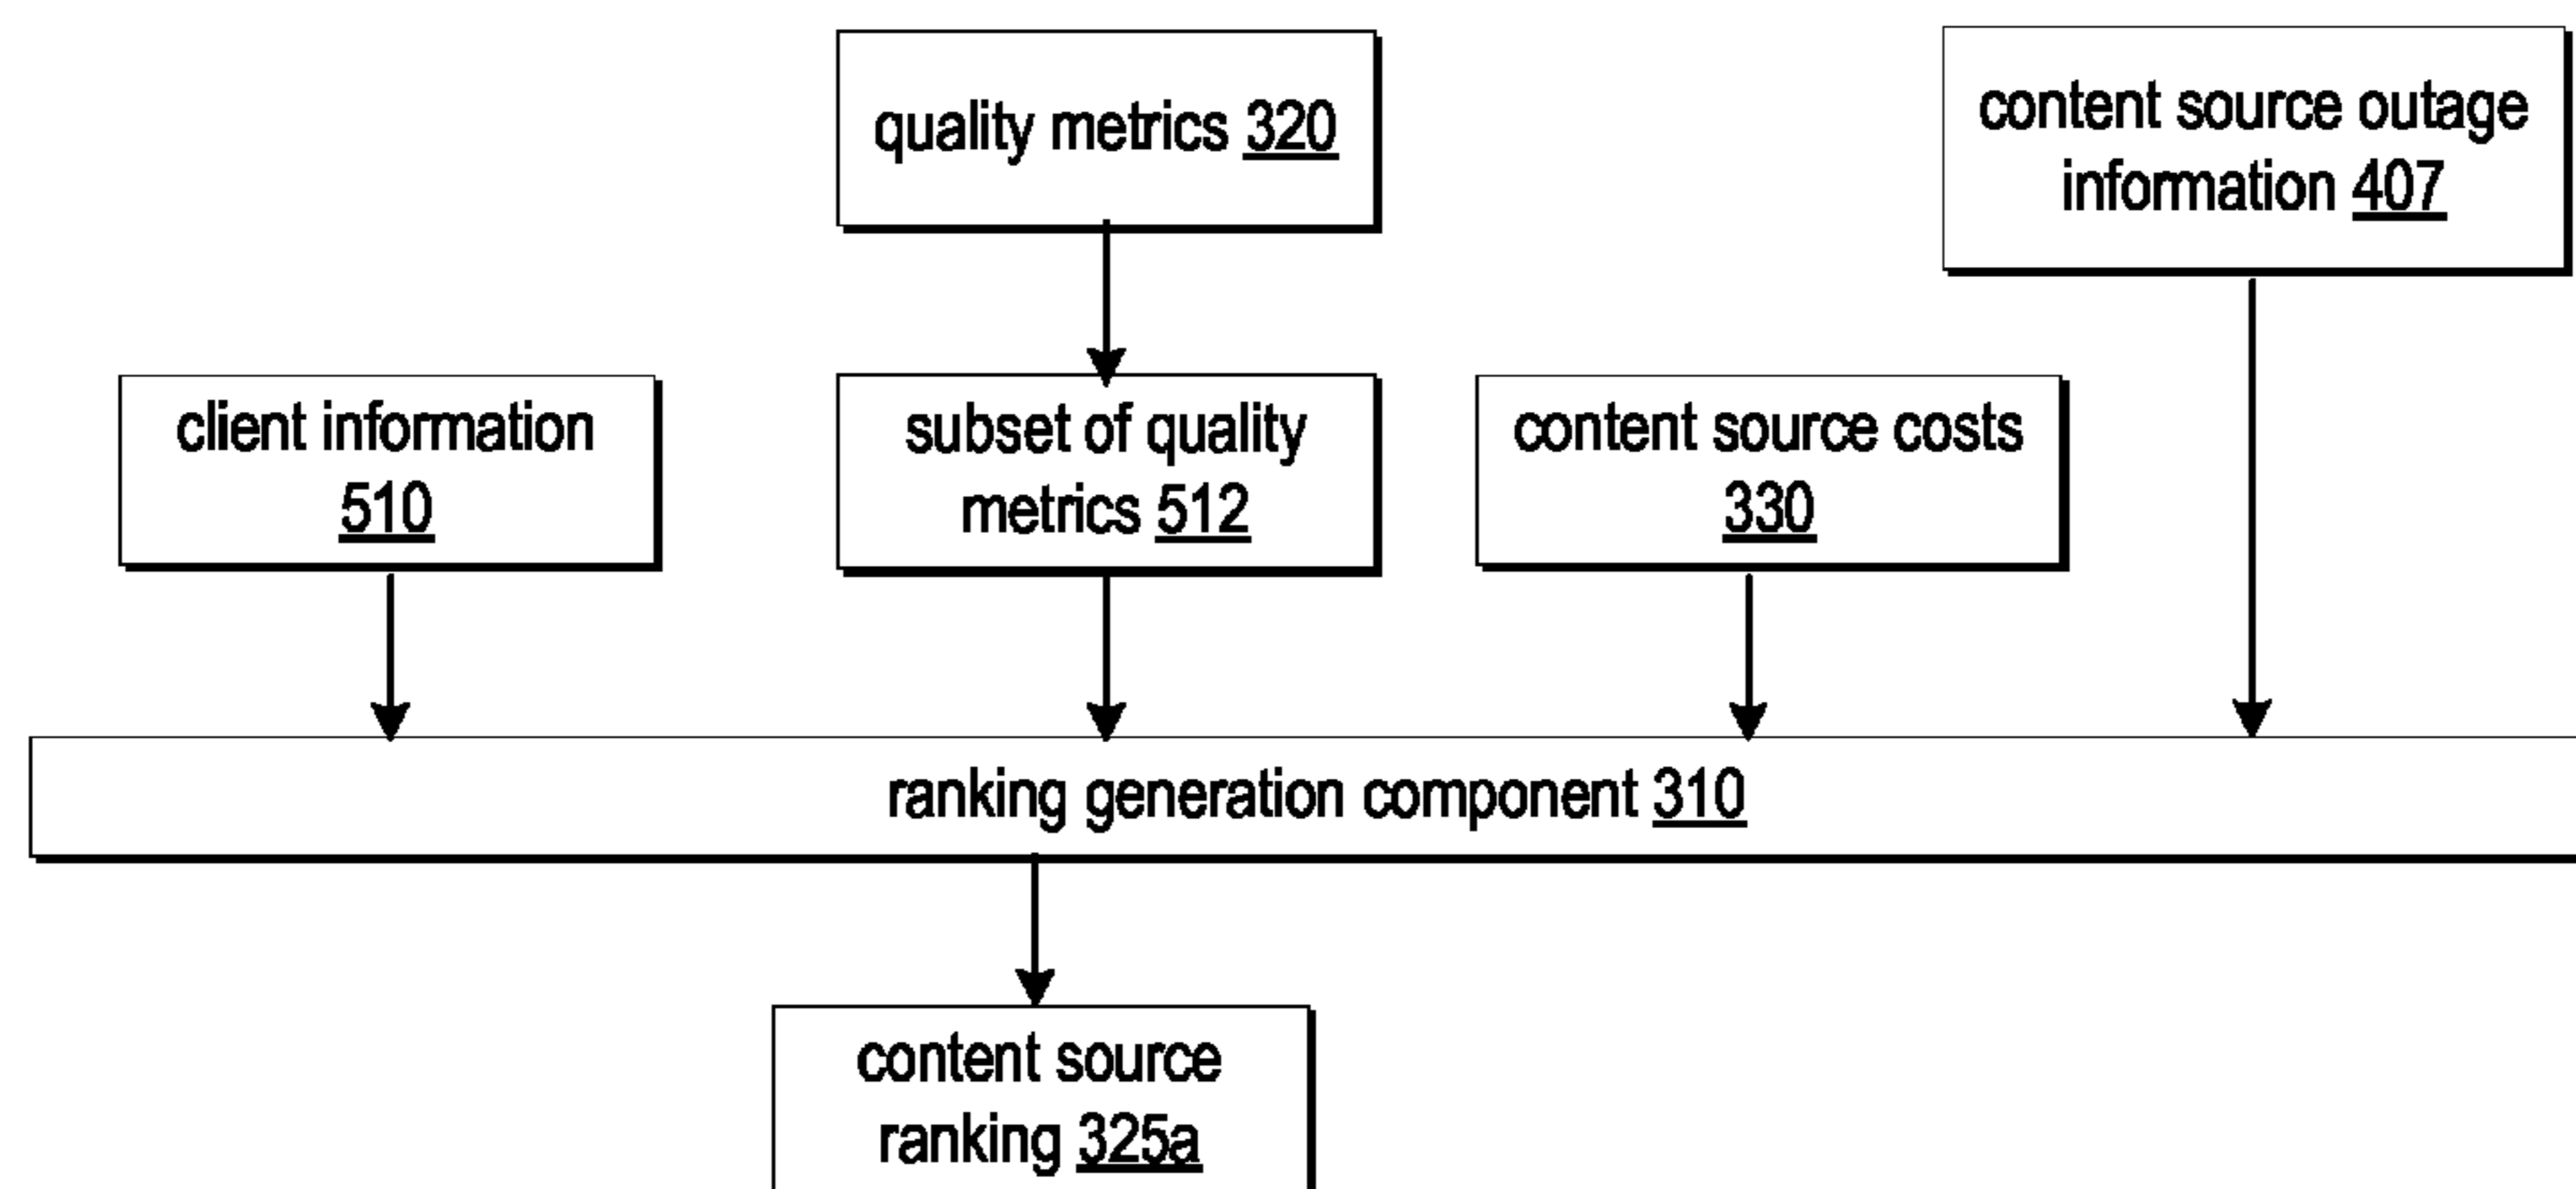 quality metrics 320
content source outage
information 407
client information
510
subset of quality
metrics 512
content source costs
330
ranking generation component 310
content source
ranking 325a